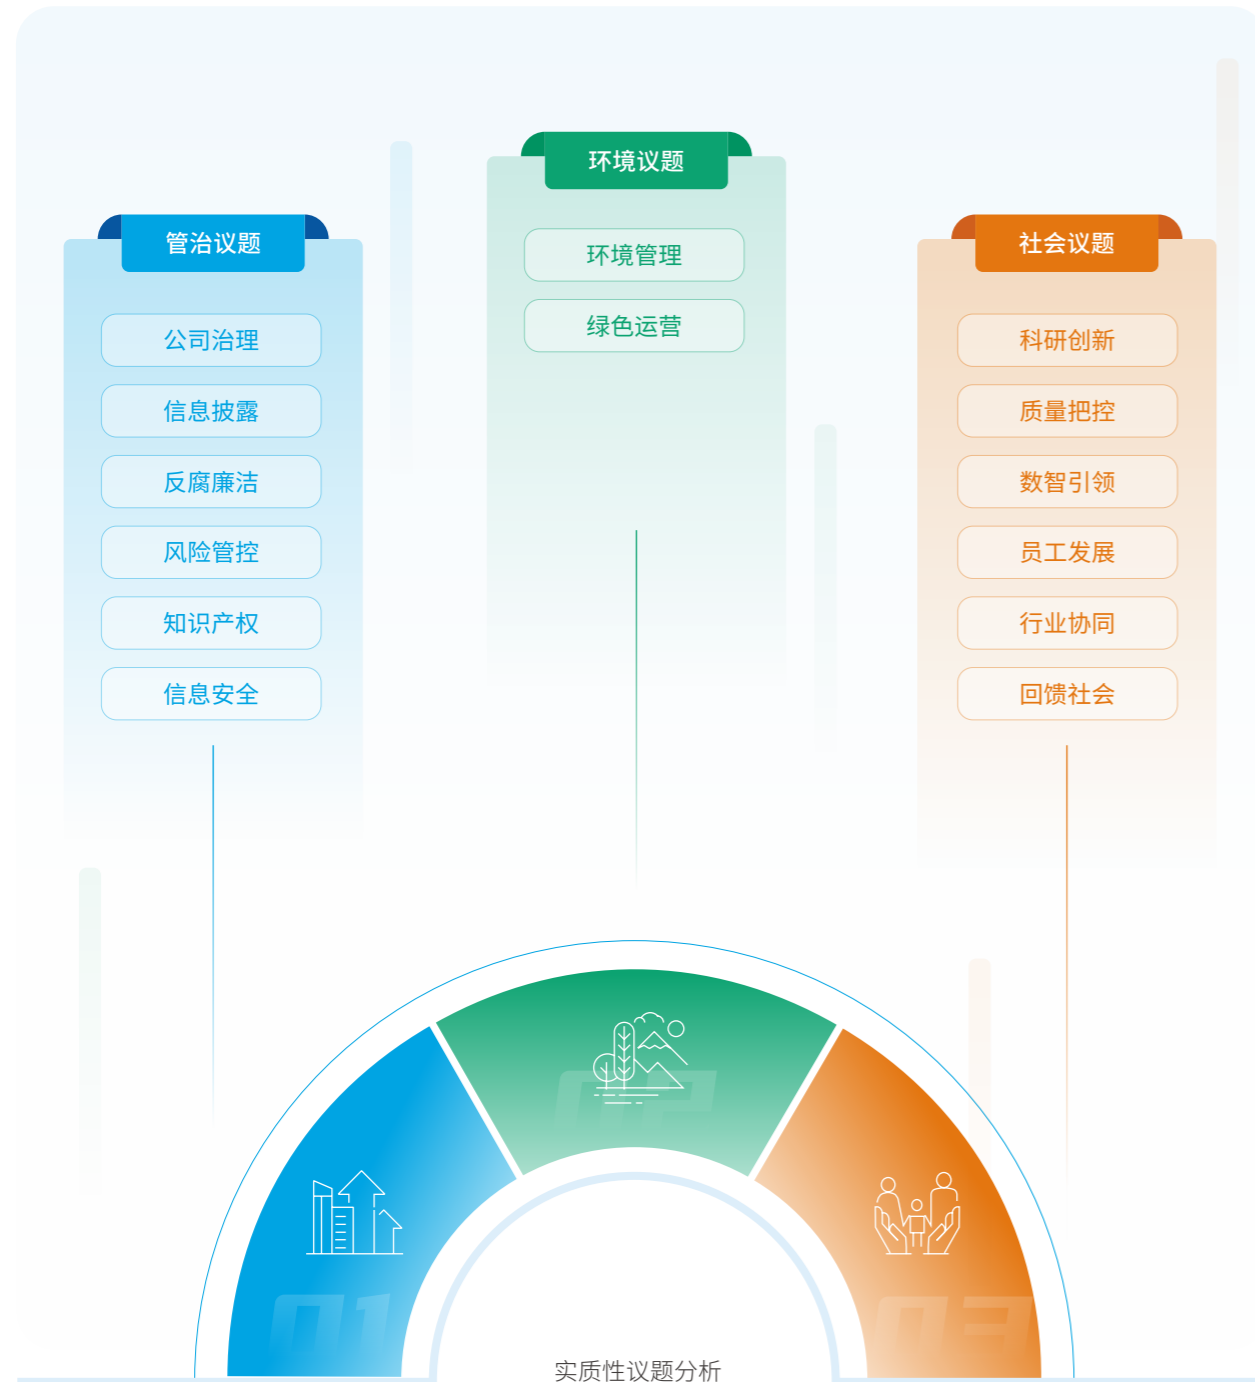 管治议题
公司治理
信息披露
反腐廉洁
风险管控
知识产权
信息安全
环境议题
环境管理
绿色运营
社会议题
科研创新
质量把控
数智引领
员工发展
行业协同
回馈社会
01
02
03
实质性议题分析